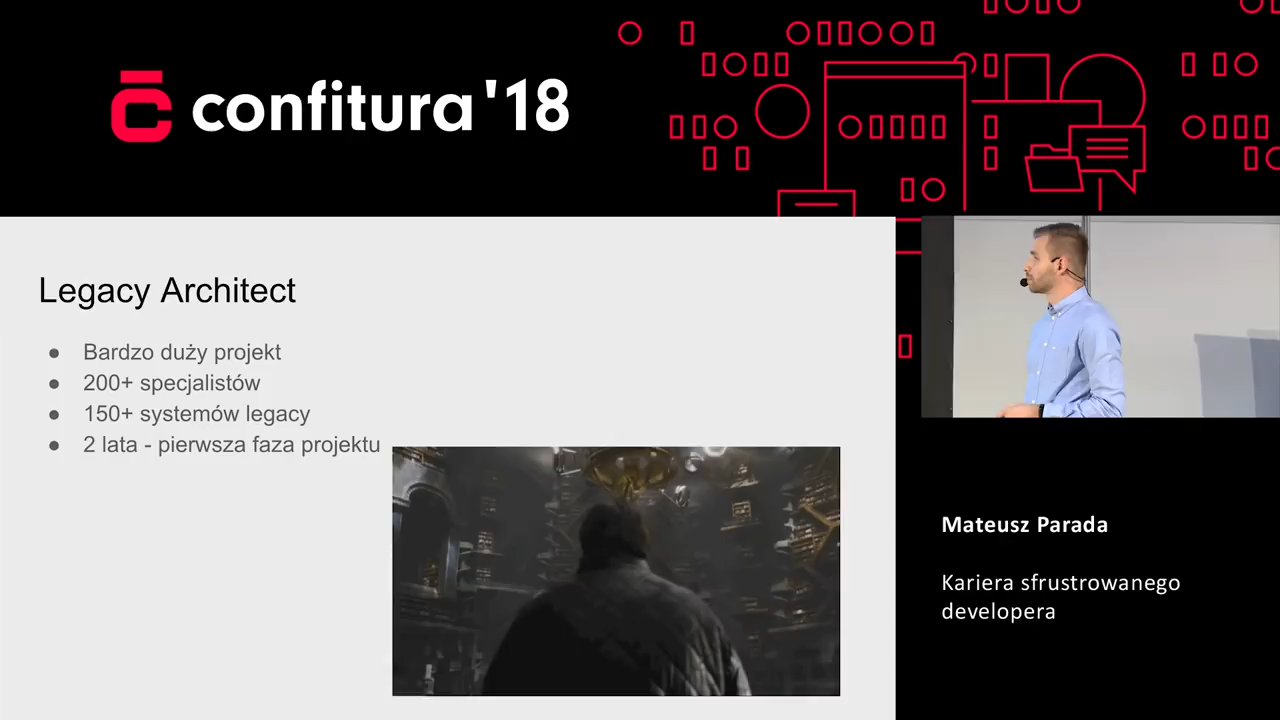 confitura '18
Legacy Architect
● Bardzo duży projekt
● 200+ specjalistów
● 150+ systemów legacy
● 2 lata - pierwsza faza projektu
Mateusz Parada
Kariera sfrustrowanego
developera